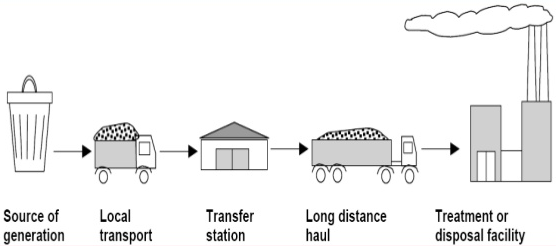 Source of
generation
Local
transport
Transfer
station
Long distance
haul
Treatment or
disposal facility